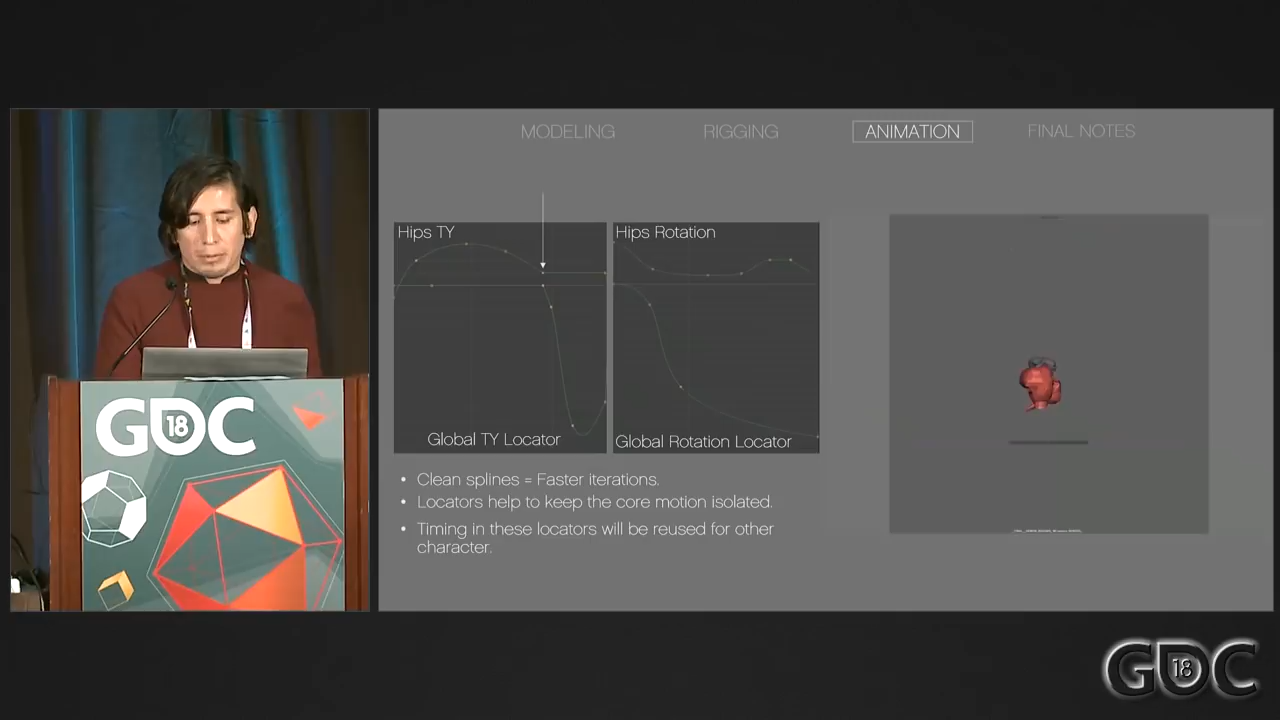 MODELING
RIGGING
ANIMATION
FINAL NOTES
Hips TY
Hips Rotation
Global TY Locator
Global Rotation Locator
• Clean splines = Faster iterations.
• Locators help to keep the core motion isolated.
• Timing in these locators will be reused for other
character.
GDC
18
GDC
18